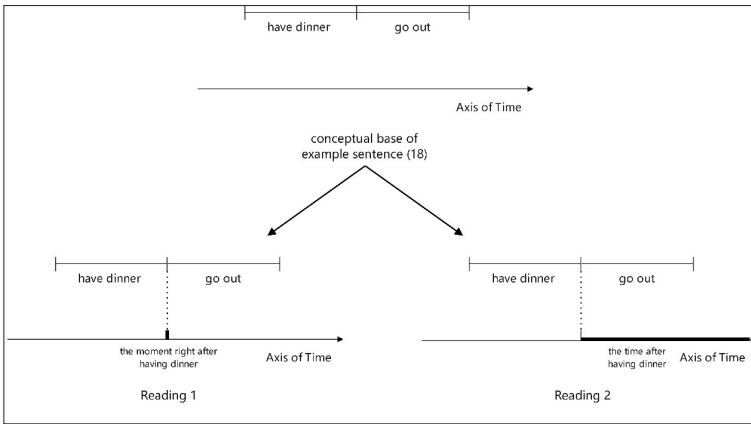 have dinner
go out
Axis of Time
conceptual base of
example sentence (18)
have dinner
go out
the moment right after
having dinner
Axis of Time
Reading 1
have dinner
go out
the time after
having dinner
Axis of Time
Reading 2